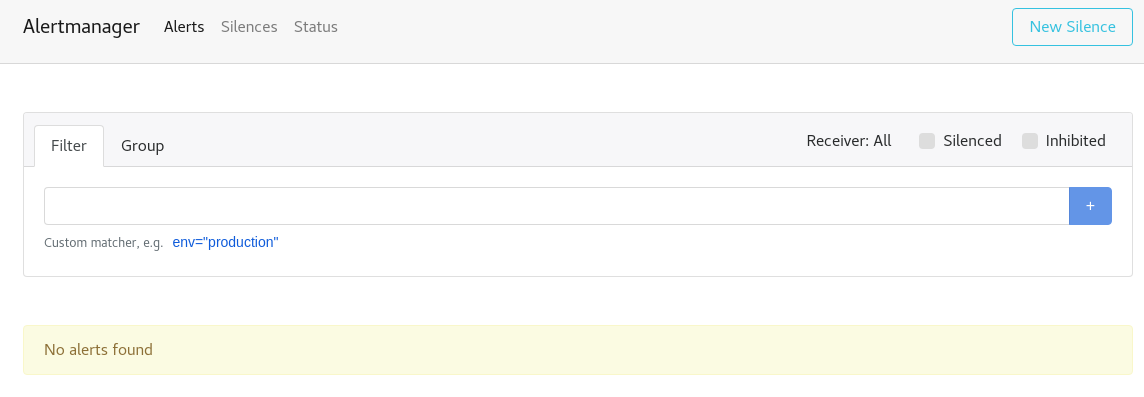 Alertmanager Alerts Silences Status New Silence
Filter Group Receiver: All Silenced Inhibited
+
Custom matcher, e.g. env="production"
No alerts found